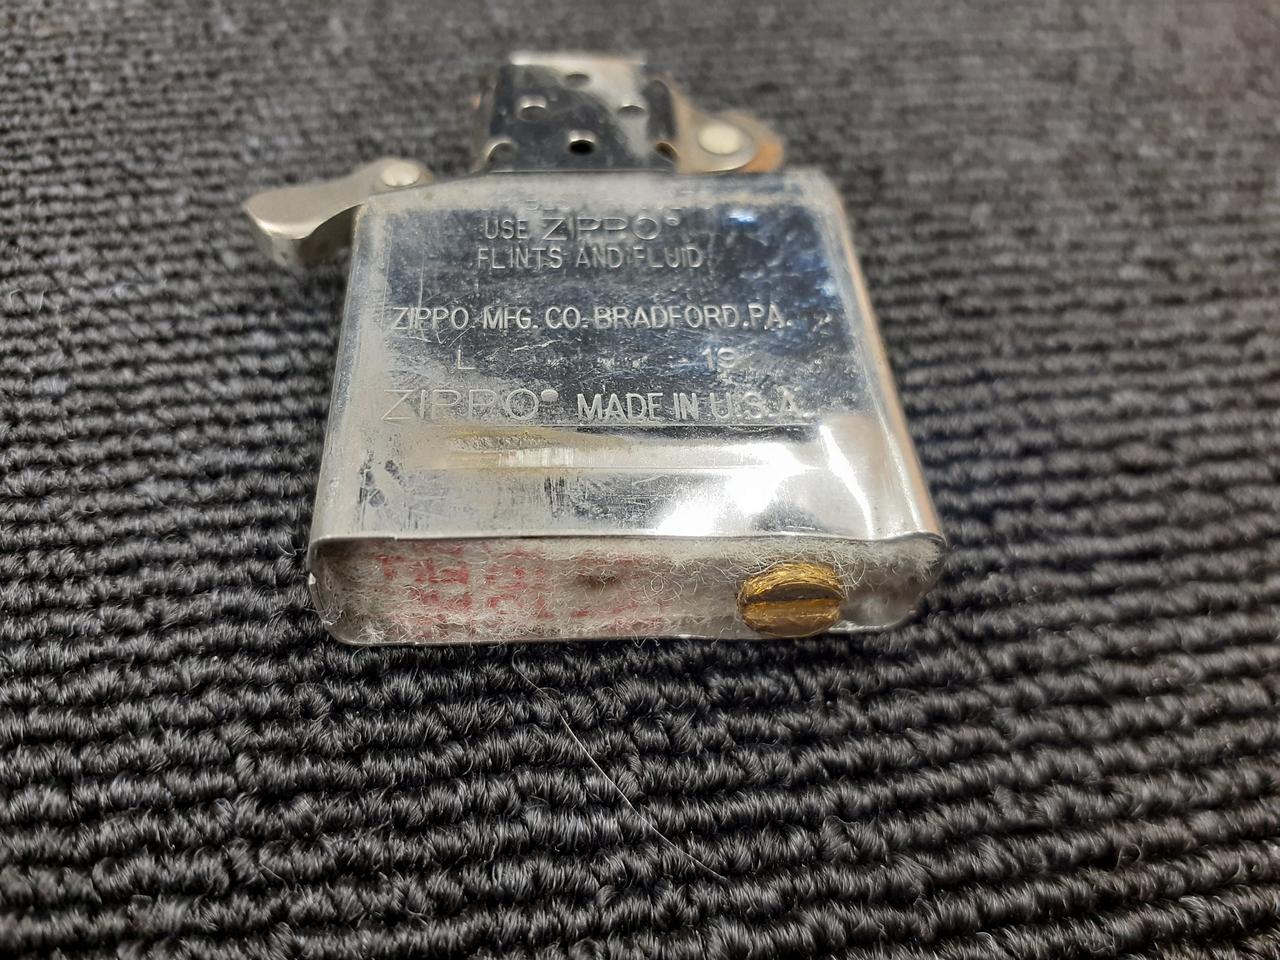 USE ZIPPO®
FLINTS AND FLUID
ZIPPO MFG. CO. BRADFORD. PA.
L 19
ZIPPO® MADE IN U.S.A.